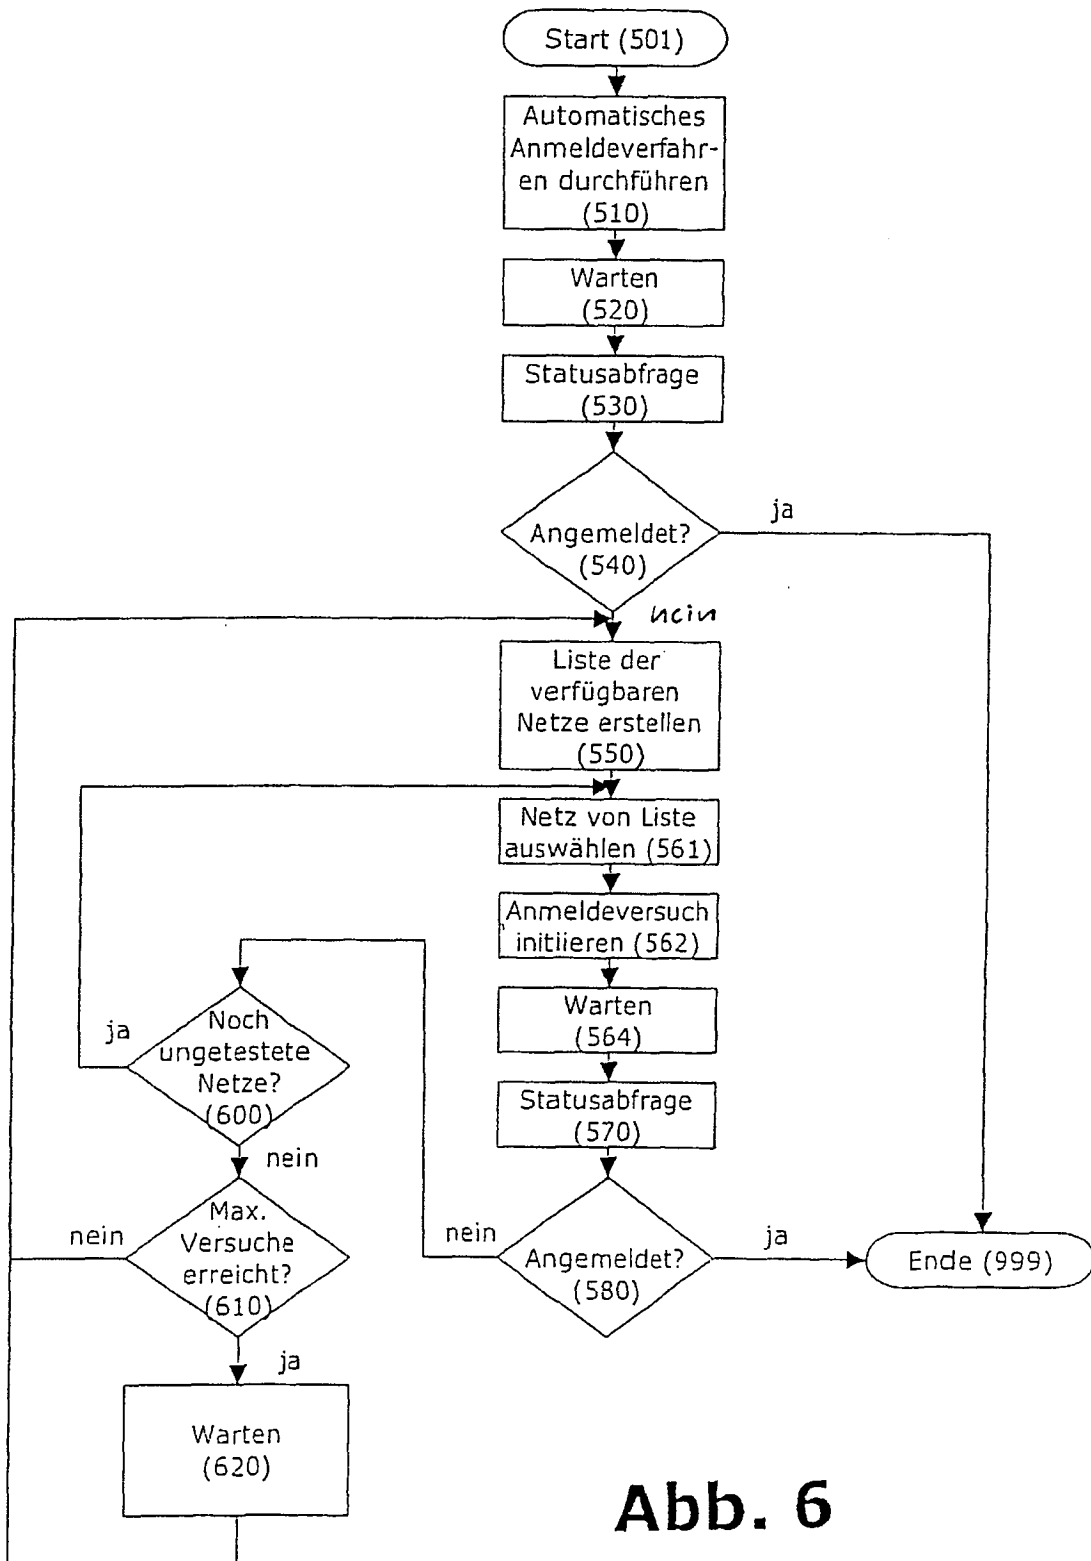 Start (501)
Automatisches
Anmeldeverfahr-
en durchführen
(510)
Warten
(520)
Statusabfrage
(530)
ja
Angemeldet?
(540)
nein
Liste der
verfügbaren
Netze erstellen
(550)
Netz von Liste
auswählen (561)
Anmeldeversuch
initiieren (562)
Warten
(564)
ja
Noch
ungetestete
Netze?
(600)
Statusabfrage
(570)
nein
nein
Max.
Versuche
erreicht?
(610)
nein
Angemeldet?
(580)
ja
Ende (999)
ja
Warten
(620)
Abb. 6